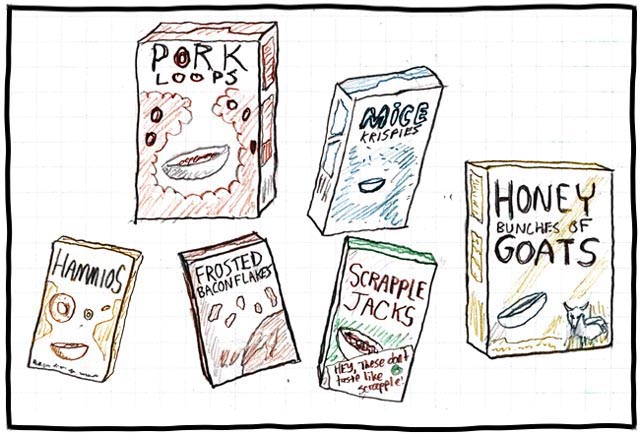 PORK
LOOPS
MICE
KRISPIES
HONEY
BUNCHES OF
GOATS
HAMMIOS
FROSTED
BACON FLAKES
SCRAPPLE
JACKS
HEY, These don't
taste like
scrapple!